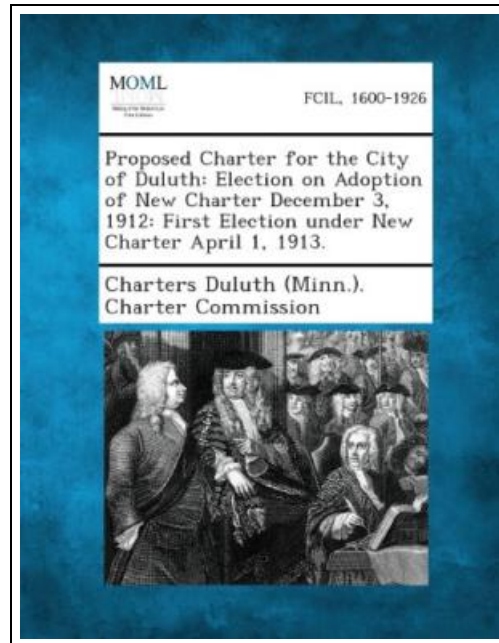 MOML
FCIL, 1600-1926
Proposed Charter for the City
of Duluth: Election on Adoption
of New Charter December 3,
1912: First Election under New
Charter April 1, 1913.
Charters Duluth (Minn.).
Charter Commission